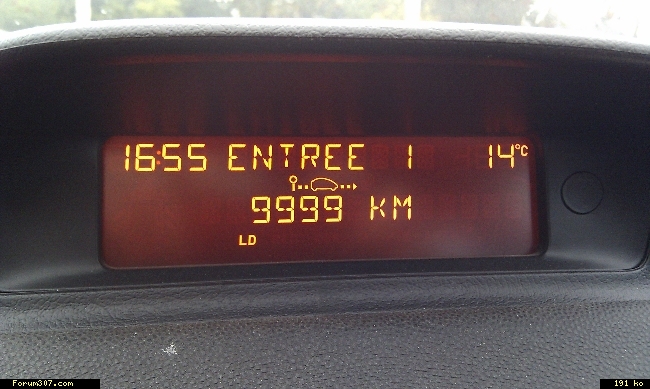 16:55 ENTREE 1 14°C
9999 KM
LD
Forum307.com 191 ko